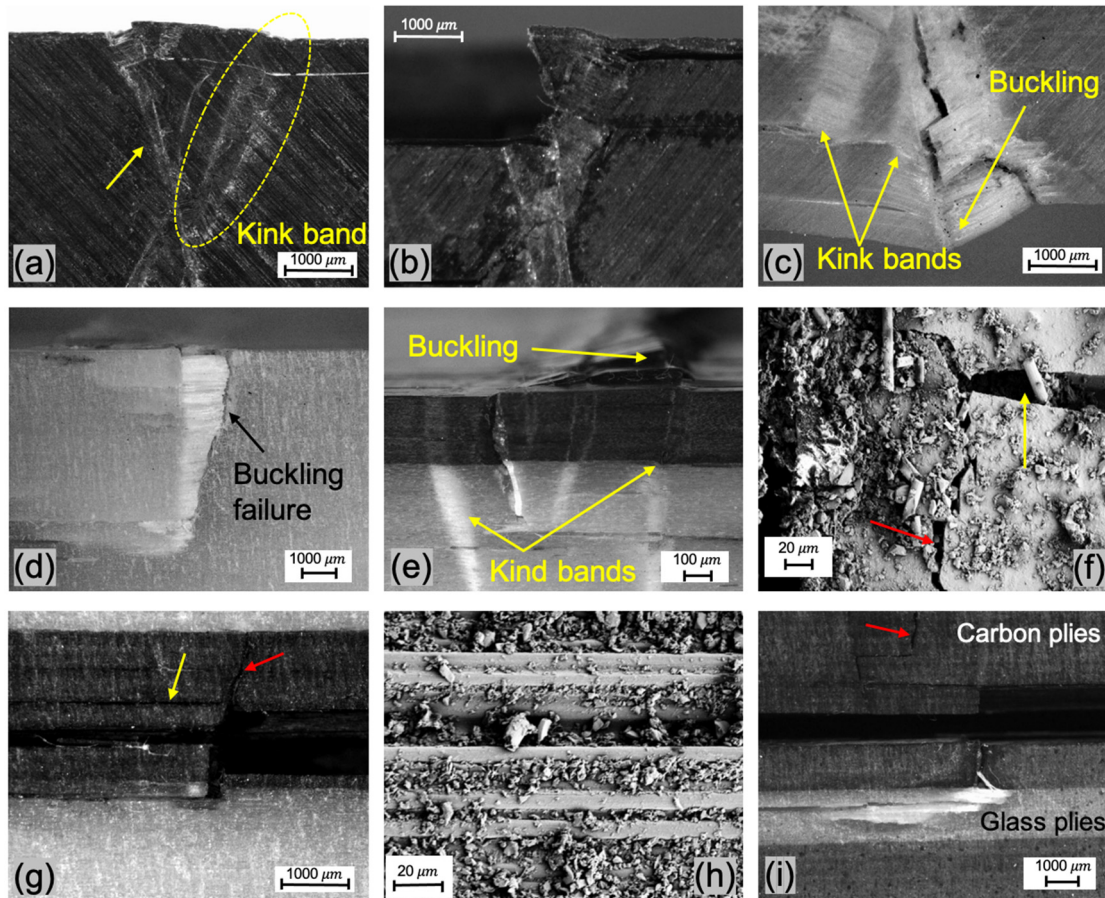 Kink band
1000 μm
(a)
1000 μm
(b)
Buckling
Kink bands
1000 μm
(c)
Buckling
failure
1000 μm
(d)
Buckling
Kind bands
100 μm
(e)
20 μm
(f)
1000 μm
(g)
20 μm
(h)
Carbon plies
Glass plies
1000 μm
(i)